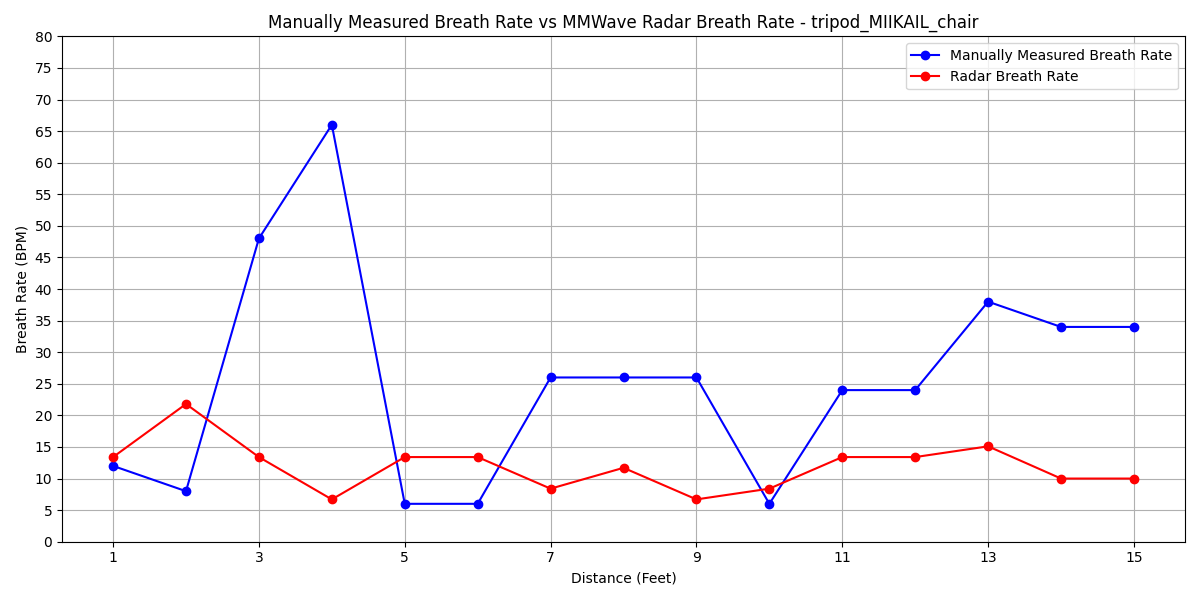 Manually Measured Breath Rate vs MMWave Radar Breath Rate - tripod_MIIKAIL_chair
Manually Measured Breath Rate
Radar Breath Rate
Breath Rate (BPM)
80
75
70
65
60
55
50
45
40
35
30
25
20
15
10
5
0
1 3 5 7 9 11 13 15
Distance (Feet)